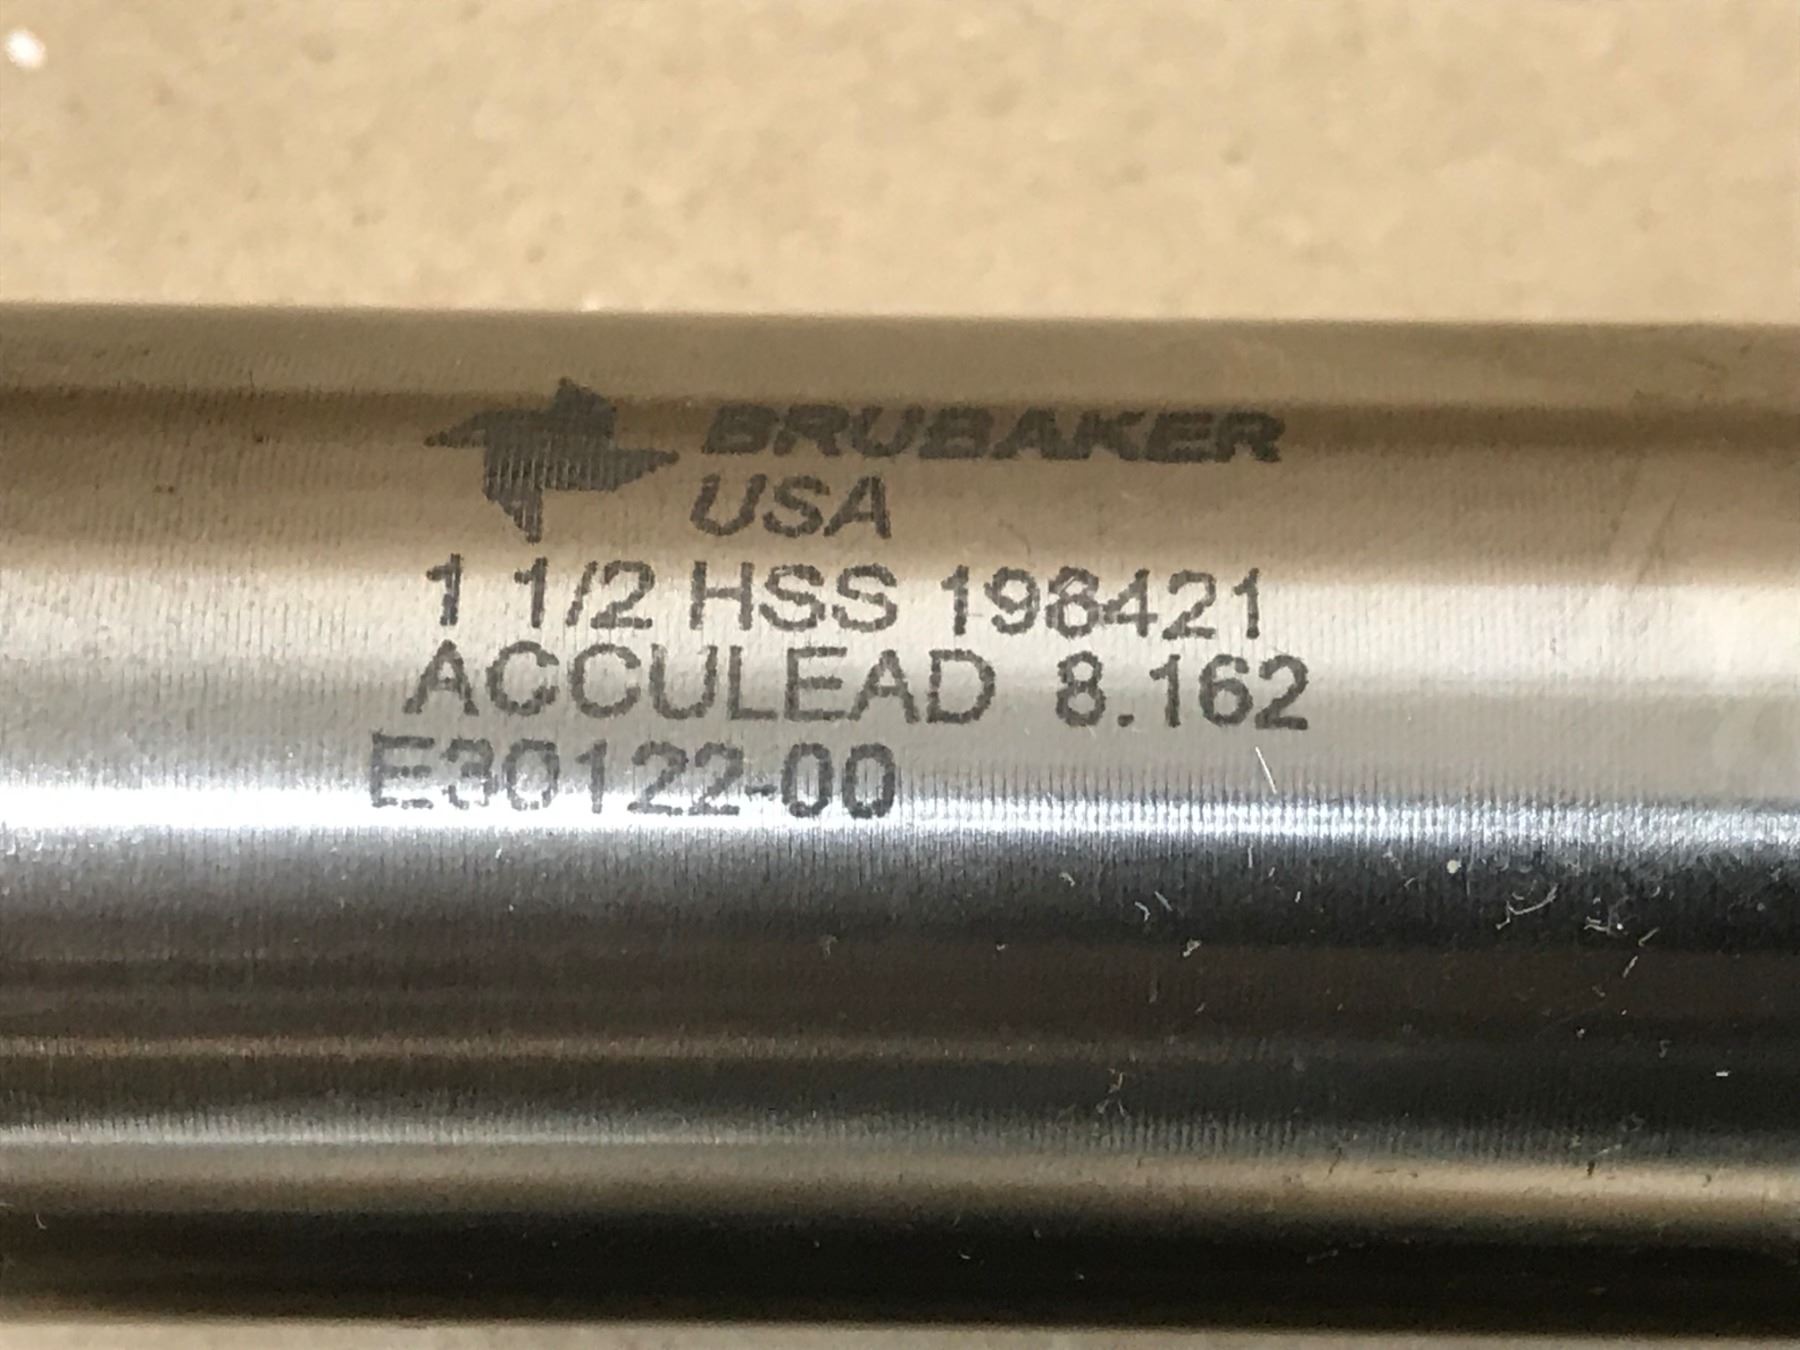 BRUBAKER
USA
1 1/2 HSS 198421
ACCULEAD 8.162
E30122-00